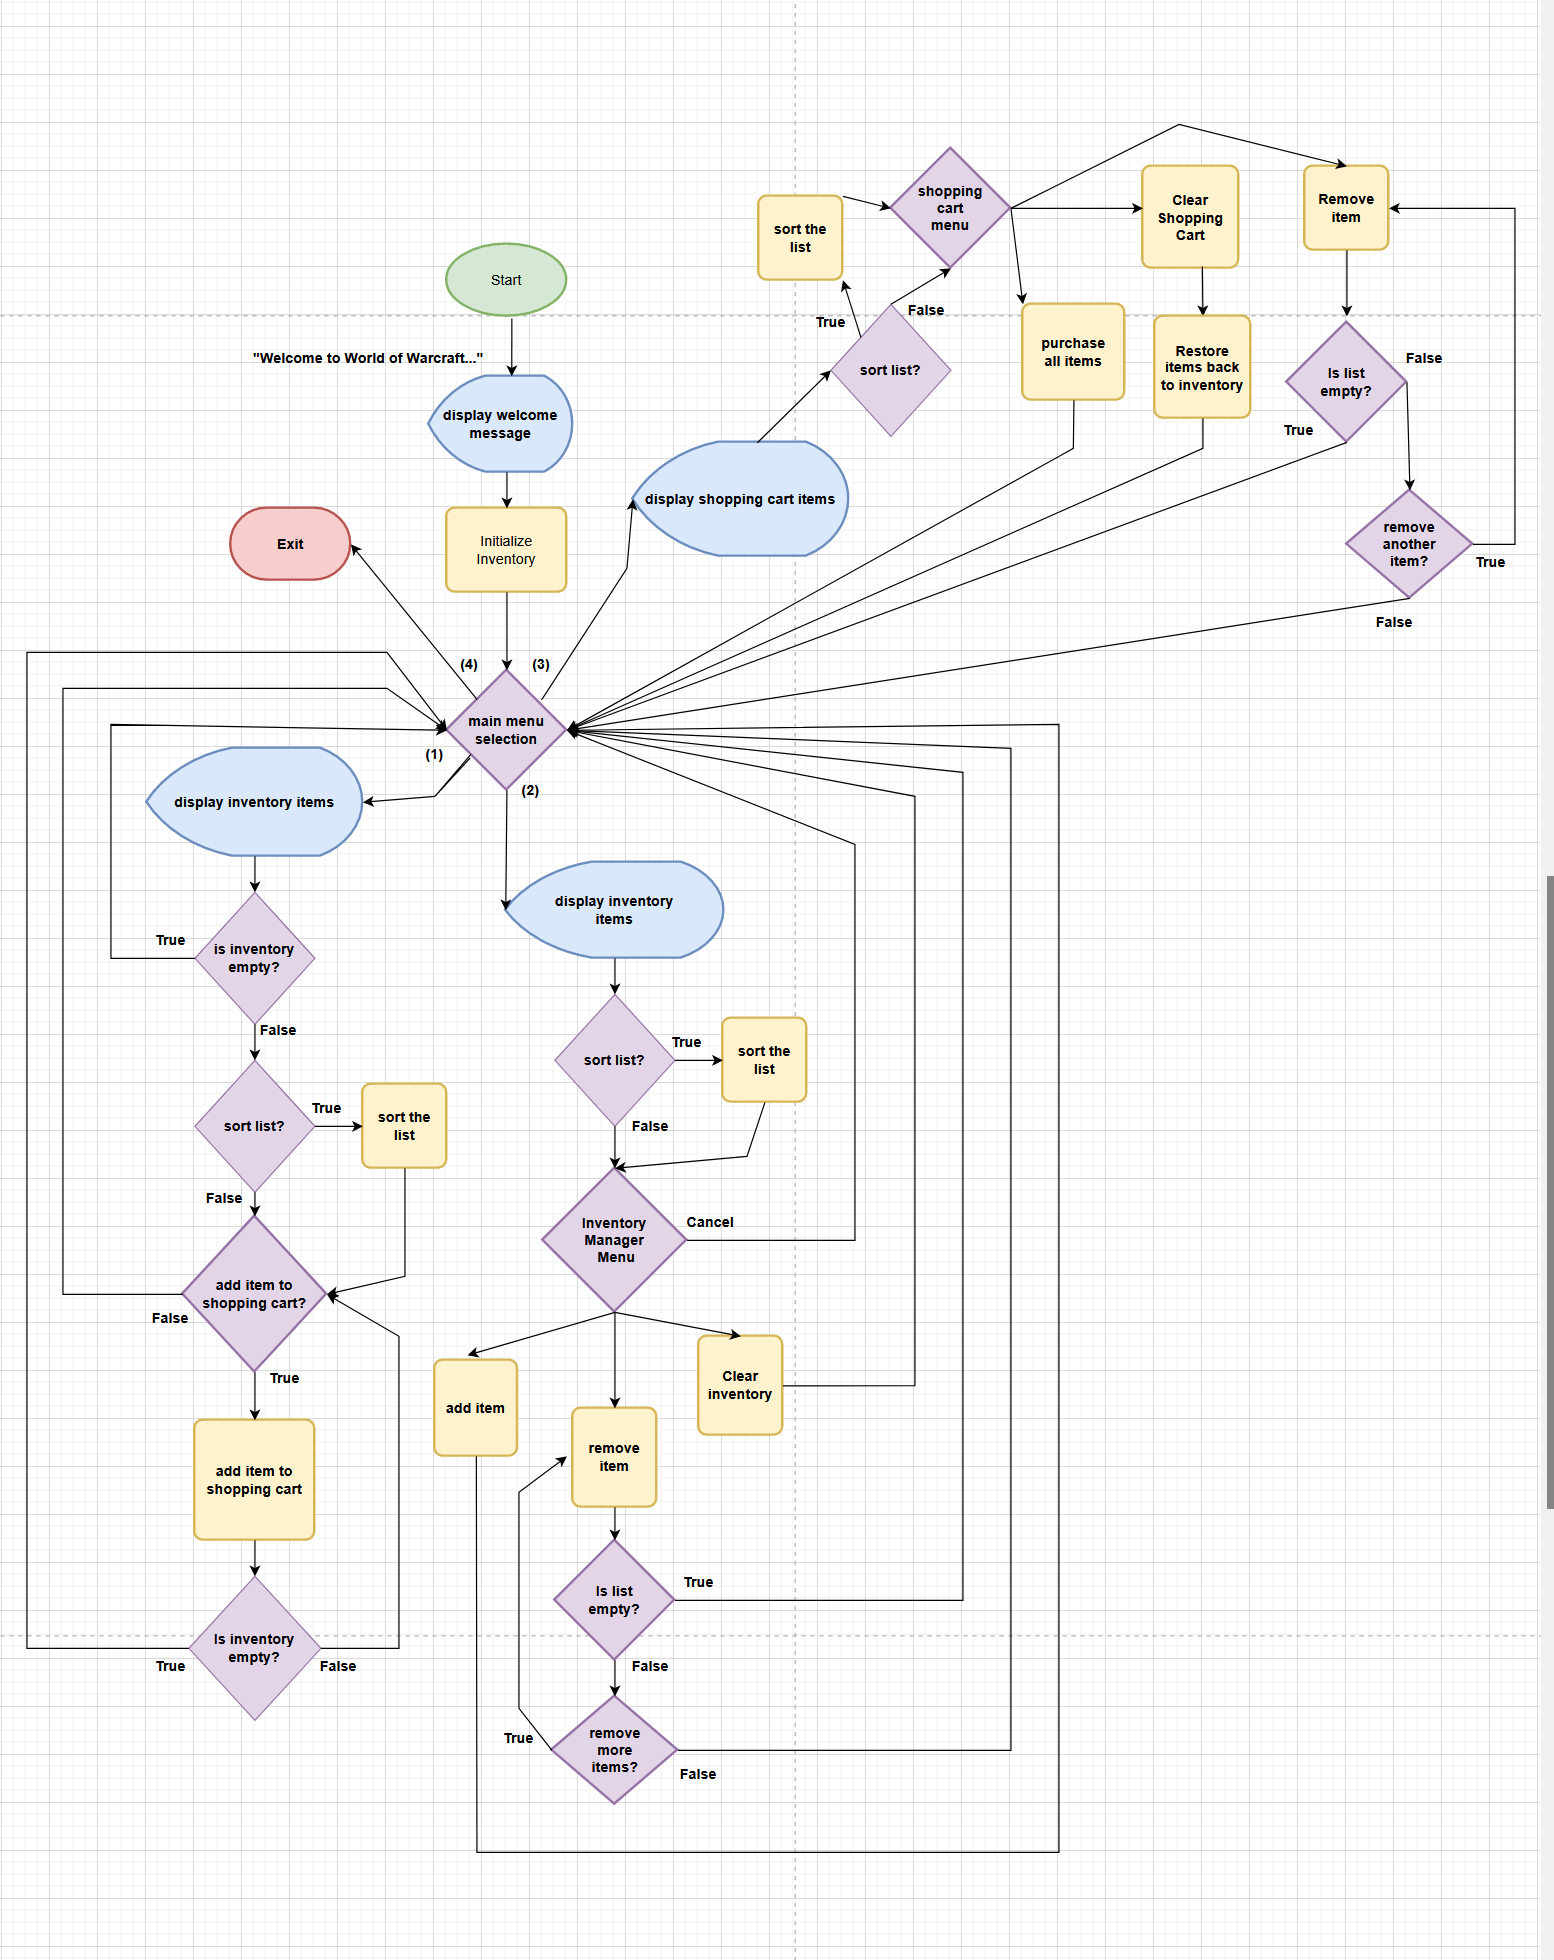 shopping
cart
menu
sort the
list
Clear
Shopping
Cart
Remove
item
Start
True
False
"Welcome to World of Warcraft..."
display welcome
message
sort list?
purchase
all items
Restore
items back
to inventory
Is list
empty?
False
True
display shopping cart items
Exit
Initialize
Inventory
remove
another
item?
True
False
(4)
(3)
main menu
selection
(1)
(2)
display inventory items
display inventory
items
True
is inventory
empty?
False
sort list?
True
sort the
list
sort list?
True
sort the
list
False
False
add item to
shopping cart?
False
True
Inventory
Manager
Menu
Cancel
add item
Clear
inventory
remove
item
add item to
shopping cart
Is list
empty?
True
False
Is inventory
empty?
True
False
remove
more
items?
True
False